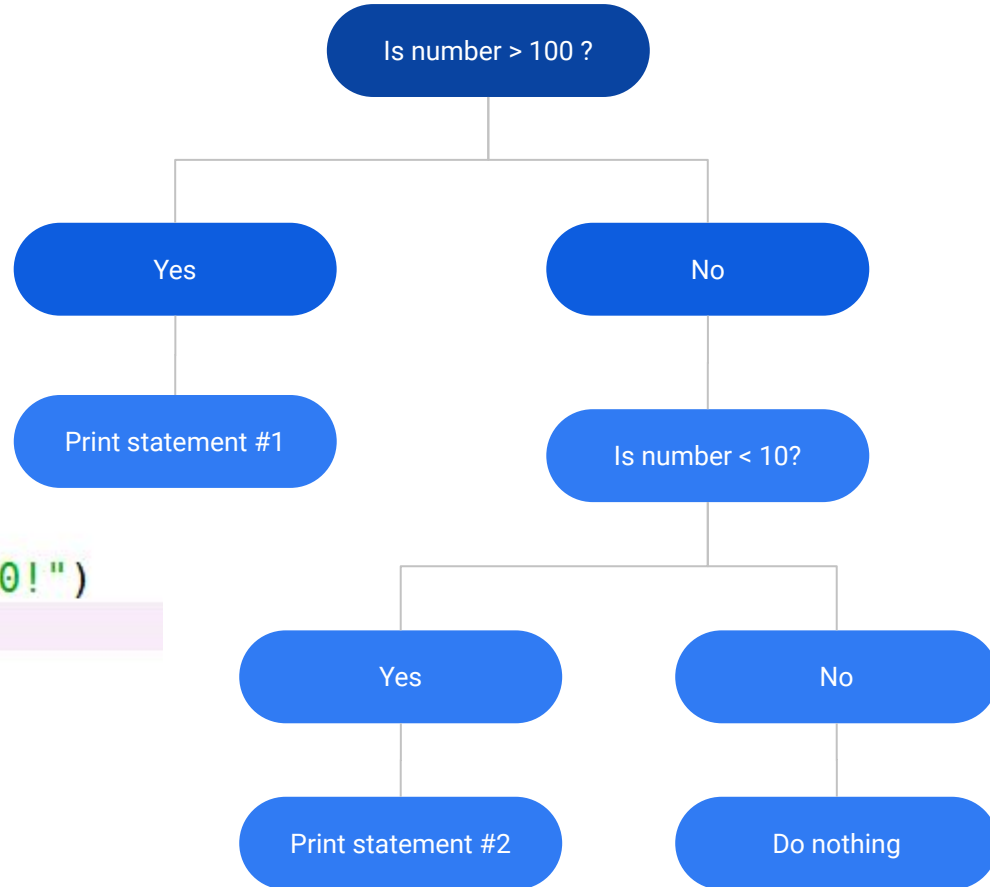 Is number > 100 ?
Yes
No
Print statement #1
Is number < 10?
0!")
Yes
No
Print statement #2
Do nothing